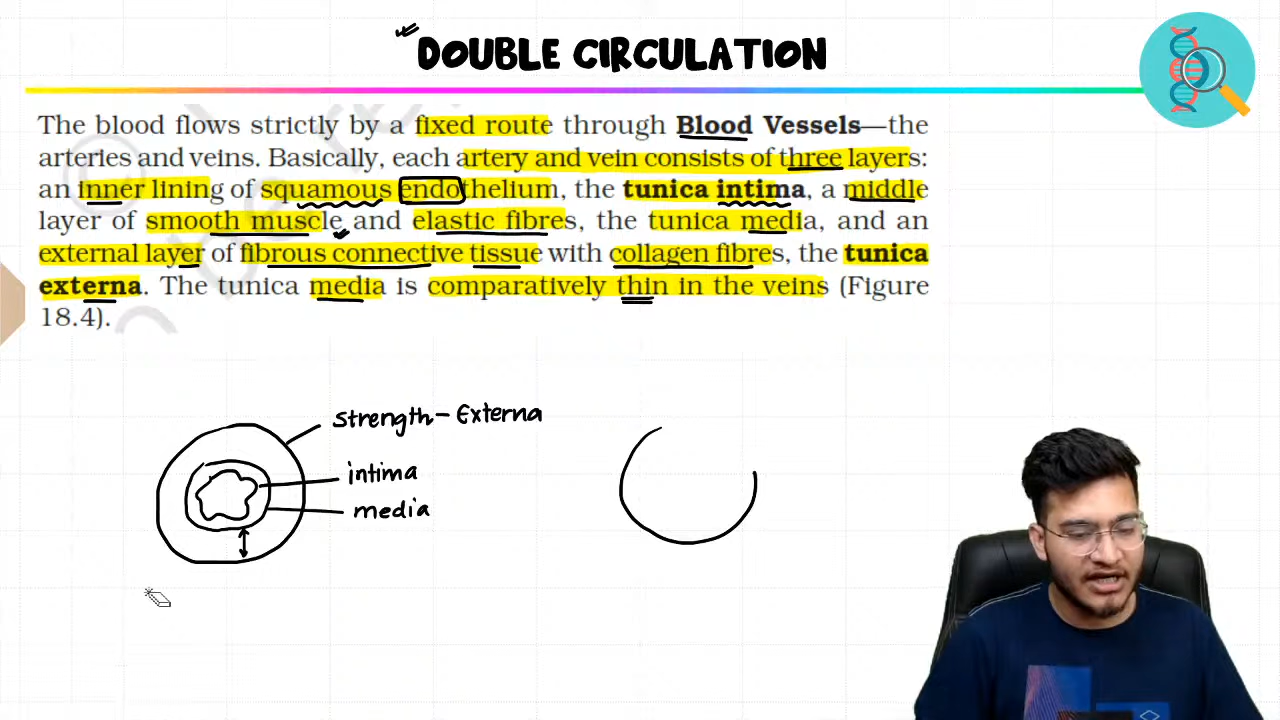 DOUBLE CIRCULATION
The blood flows strictly by a fixed route through Blood Vessels—the
arteries and veins. Basically, each artery and vein consists of three layers:
an inner lining of squamous endothelium, the tunica intima, a middle
layer of smooth muscle and elastic fibres, the tunica media, and an
external layer of fibrous connective tissue with collagen fibres, the tunica
externa. The tunica media is comparatively thin in the veins (Figure
18.4).
strength - Externa
intima
media